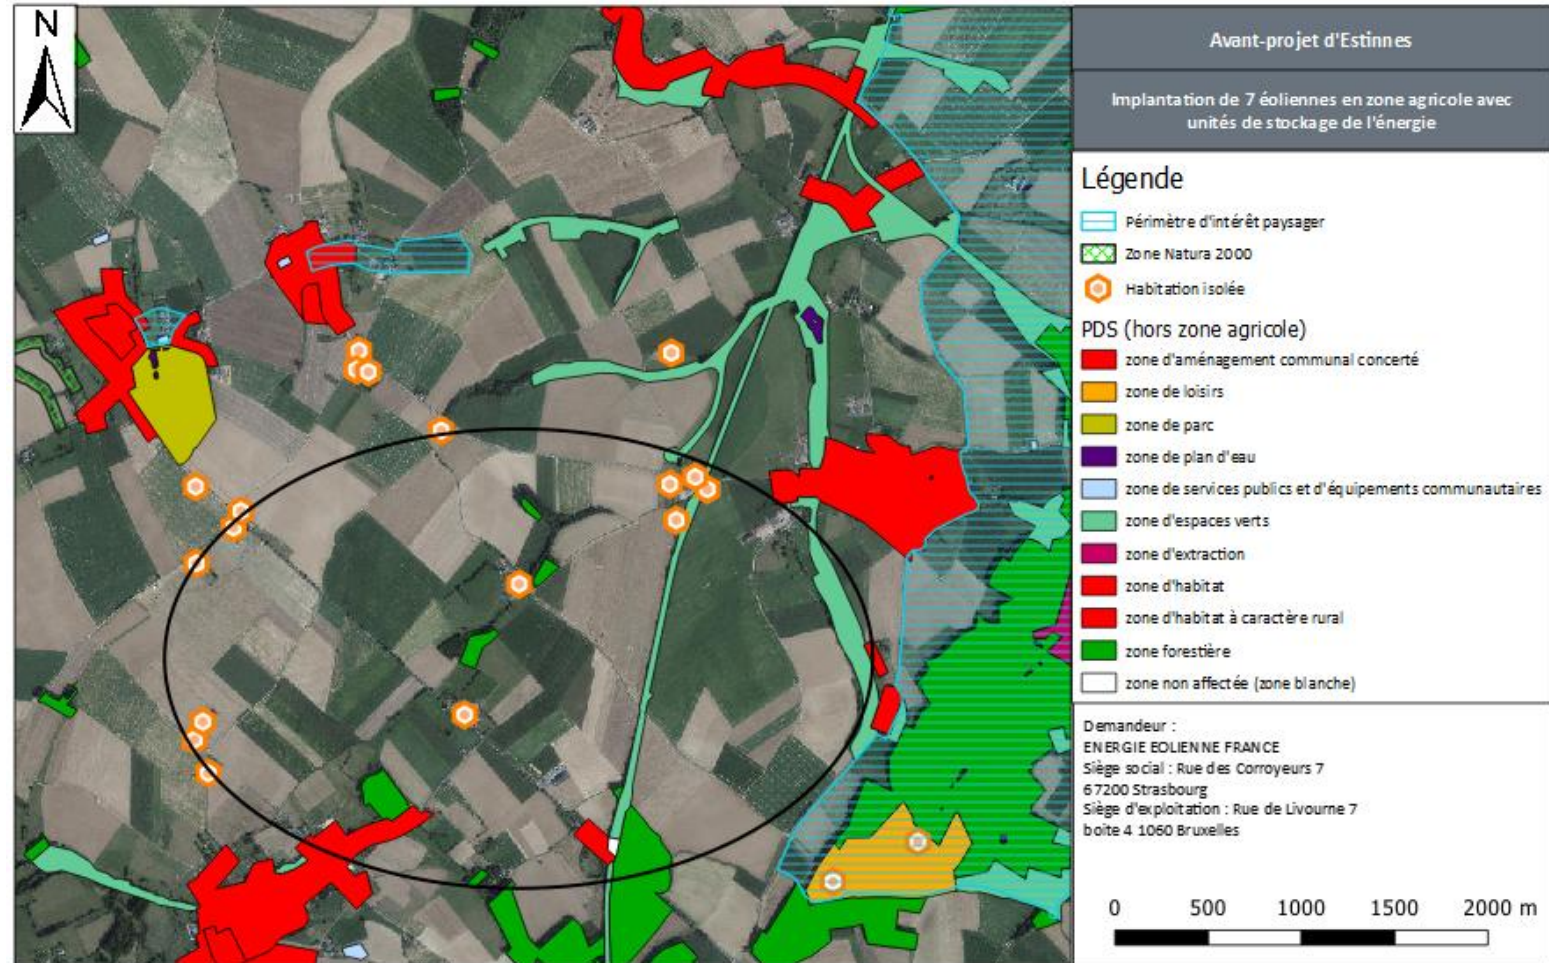 N
Avant-projet d'Estinnes
Implantation de 7 éoliennes en zone agricole avec
unités de stockage de l'énergie
Légende
Périmètre d'intérêt paysager
Zone Natura 2000
Habitation isolée
PDS (hors zone agricole)
zone d'aménagement communal concerté
zone de loisirs
zone de parc
zone de plan d'eau
zone de services publics et d'équipements communautaires
zone d'espaces verts
zone d'extraction
zone d'habitat
zone d'habitat à caractère rural
zone forestière
zone non affectée (zone blanche)
Demandeur :
ENERGIE EOLIENNE FRANCE
Siège social : Rue des Corroyeurs 7
67200 Strasbourg
Siège d'exploitation : Rue de Livourne 7
boite 4 1060 Bruxelles
0 500 1000 1500 2000 m